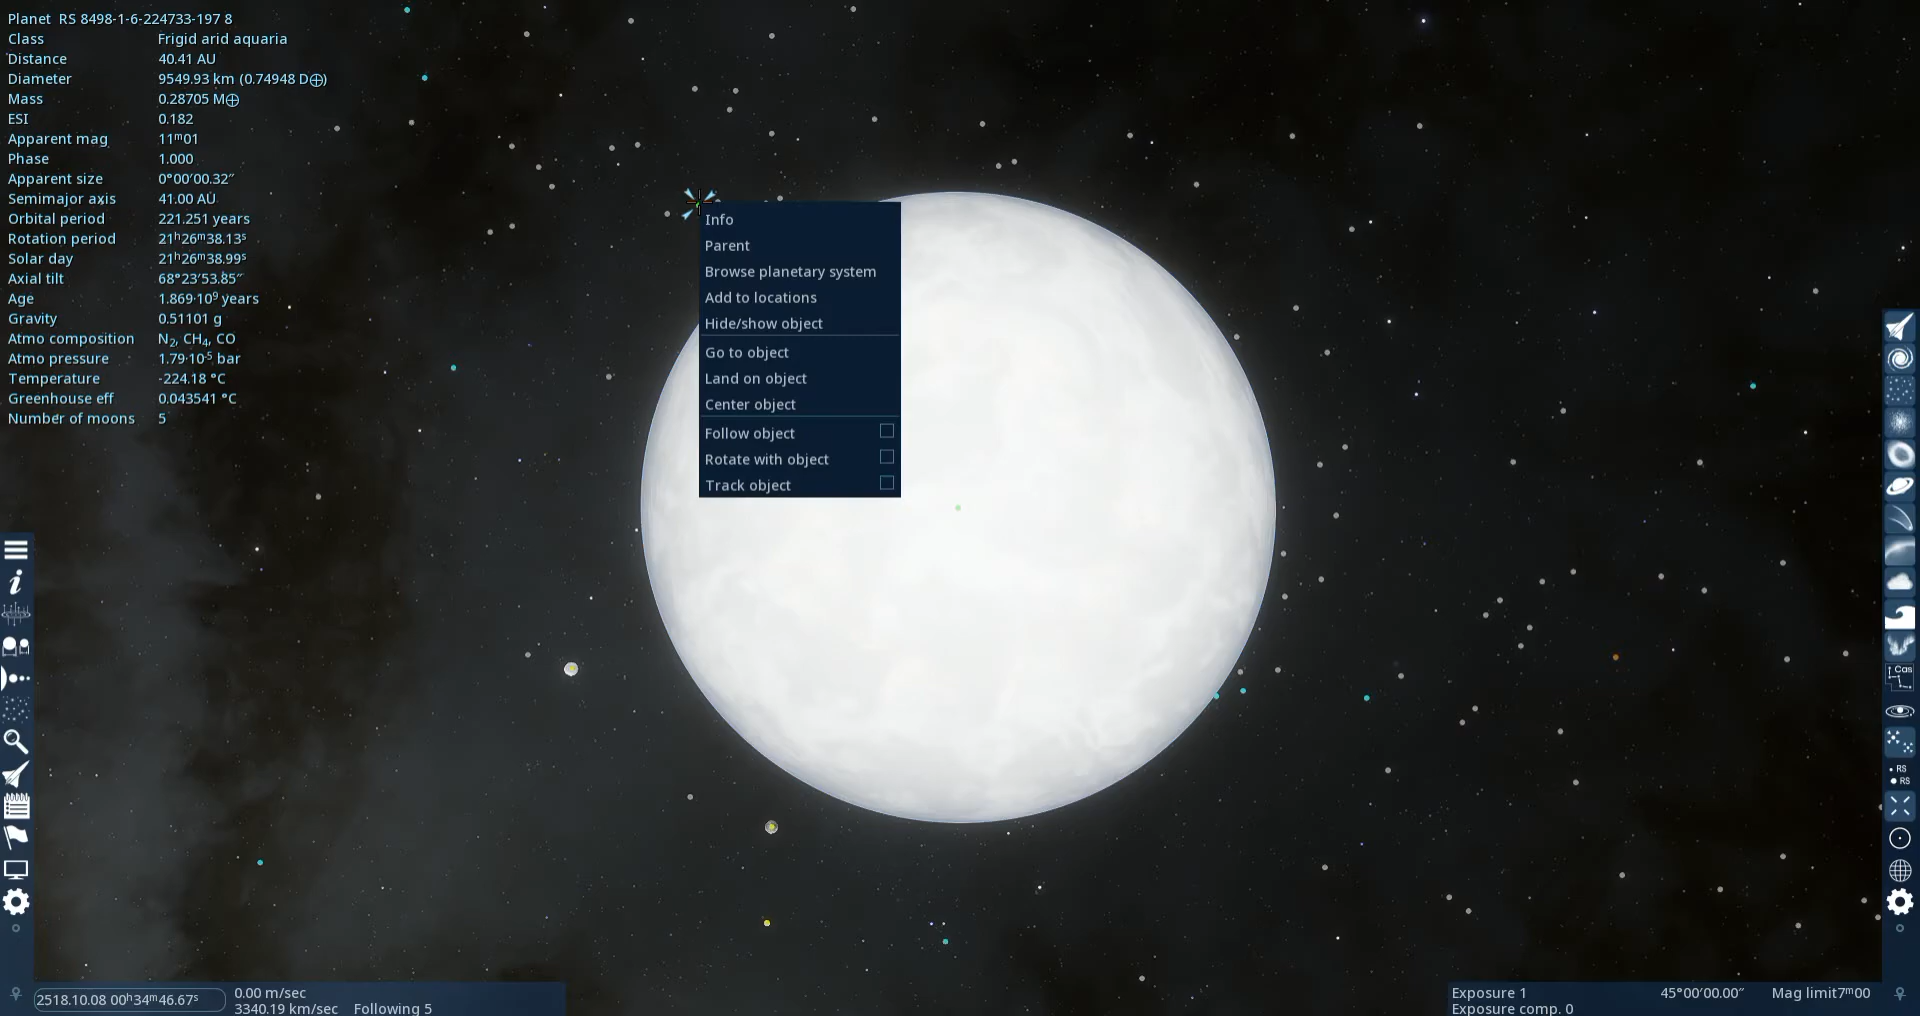 Planet RS 8498-1-6-224733-197 8
Class Frigid arid aquaria
Distance 40.41 AU
Diameter 9549.93 km (0.74948 D⊕)
Mass 0.28705 M⊕
ESI 0.182
Apparent mag 11ᵐ01
Phase 1.000
Apparent size 0°00′00.32″
Semimajor axis 41.00 AU
Orbital period 221.251 years
Rotation period 21ʰ26ᵐ38.13ˢ
Solar day 21ʰ26ᵐ38.99ˢ
Axial tilt 68°23′53.85″
Age 1.869·10⁹ years
Gravity 0.51101 g
Atmo composition N₂, CH₄, CO
Atmo pressure 1.79·10⁻⁵ bar
Temperature -224.18 °C
Greenhouse eff 0.043541 °C
Number of moons 5
Info
Parent
Browse planetary system
Add to locations
Hide/show object
Go to object
Land on object
Center object
Follow object
Rotate with object
Track object
Cas
RS
RS
2518.10.08 00ʰ34ᵐ46.67ˢ
0.00 m/sec
3340.19 km/sec Following 5
Exposure 1 45°00′00.00″ Mag limit7ᵐ00
Exposure comp. 0